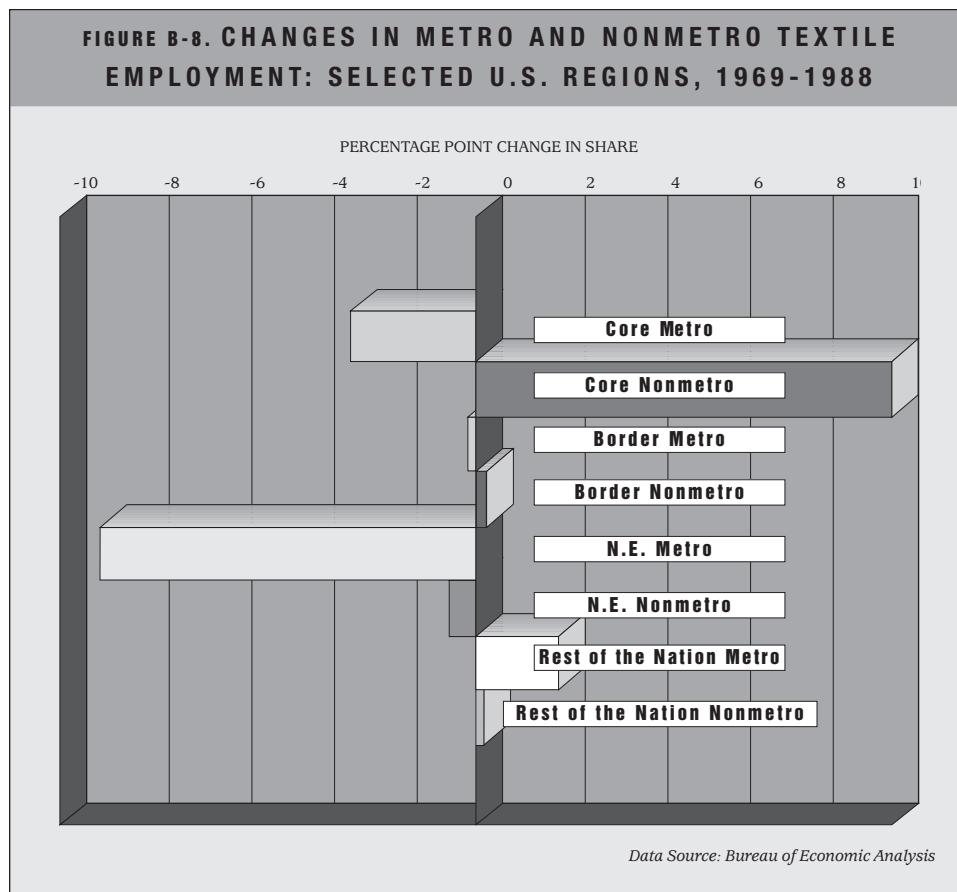 FIGURE B-8. CHANGES IN METRO AND NONMETRO TEXTILE
EMPLOYMENT: SELECTED U.S. REGIONS, 1969-1988
PERCENTAGE POINT CHANGE IN SHARE
-10 -8 -6 -4 -2 0 2 4 6 8
Core Metro
Core Nonmetro
Border Metro
Border Nonmetro
N.E. Metro
N.E. Nonmetro
Rest of the Nation Metro
Rest of the Nation Nonmetro
Data Source: Bureau of Economic Analysis